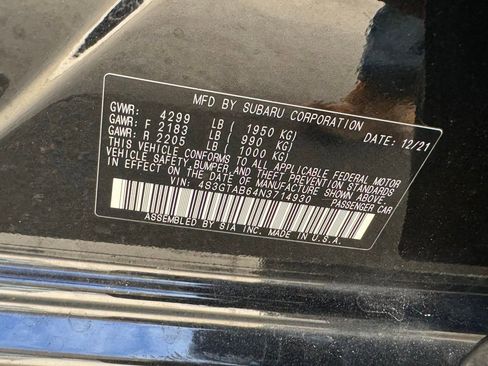 MFD BY SUBARU CORPORATION DATE: 12/21
GVWR: 4299 LB ( 1950 KG)
GAWR: F 2183 LB ( 990 KG)
GAWR: R 2205 LB ( 1000 KG)
THIS VEHICLE CONFORMS TO ALL APPLICABLE FEDERAL MOTOR
VEHICLE SAFETY, BUMPER, AND THEFT PREVENTION STANDARDS
IN EFFECT ON THE DATE OF MANUFACTURE SHOWN ABOVE.
VIN: 4S3GTAB64N3714930 PASSENGER CAR
ASSEMBLED BY SIA INC. MADE IN U.S.A.